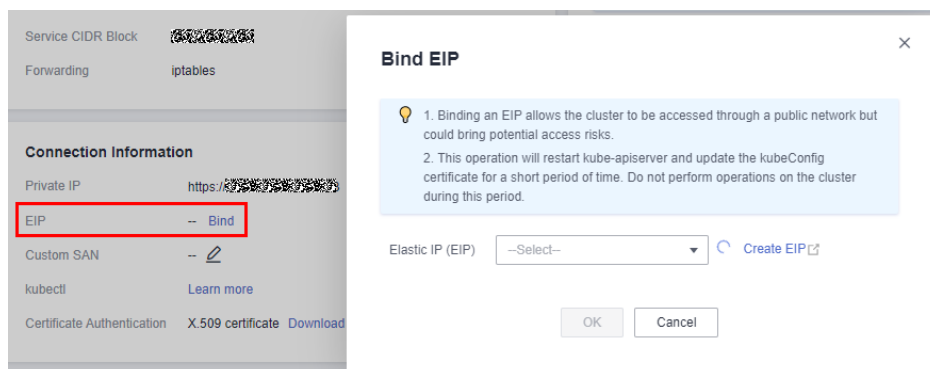 Service CIDR Block
Forwarding iptables
Connection Information
Private IP https:/
EIP -- Bind
Custom SAN --
kubectl Learn more
Certificate Authentication X.509 certificate Download
Bind EIP
1. Binding an EIP allows the cluster to be accessed through a public network but
could bring potential access risks.
2. This operation will restart kube-apiserver and update the kubeConfig
certificate for a short period of time. Do not perform operations on the cluster
during this period.
Elastic IP (EIP) --Select-- Create EIP
OK Cancel